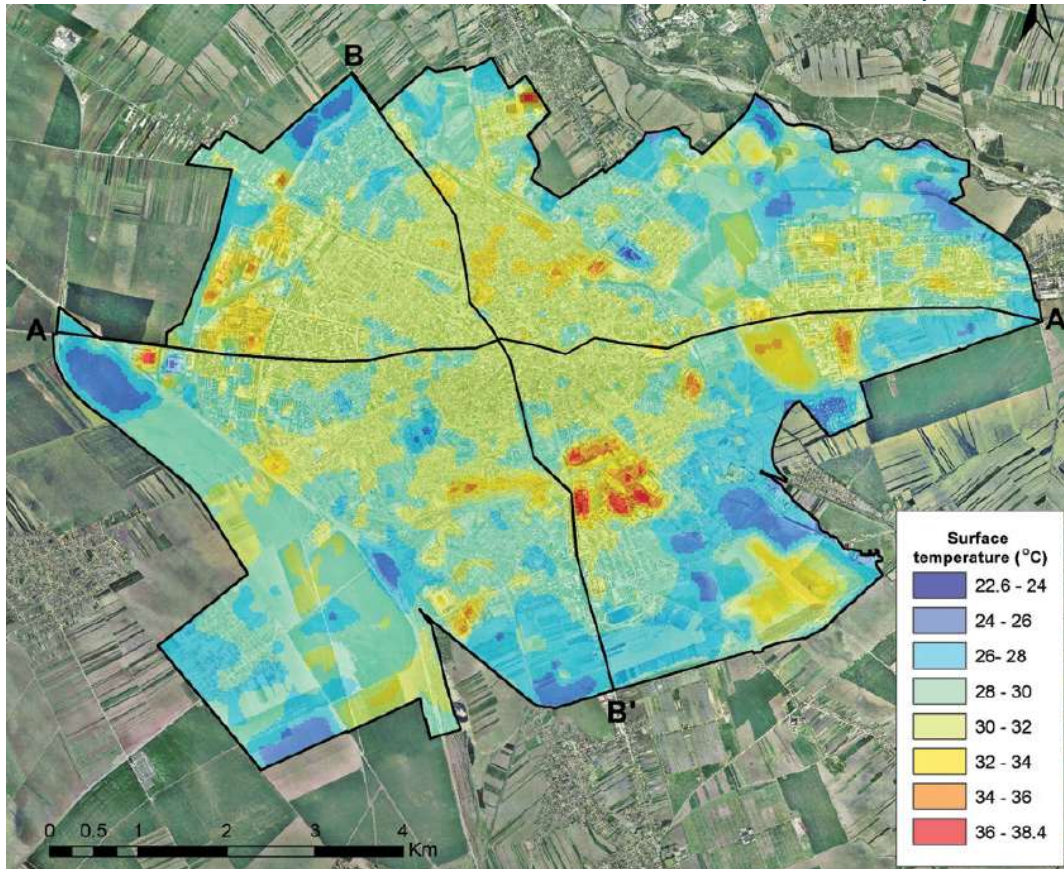 B
A
A
B'
Surface
temperature (°C)
22.6 - 24
24 - 26
26- 28
28 - 30
30 - 32
32 - 34
34 - 36
36 - 38.4
0 0.5 1 2 3 4
Km